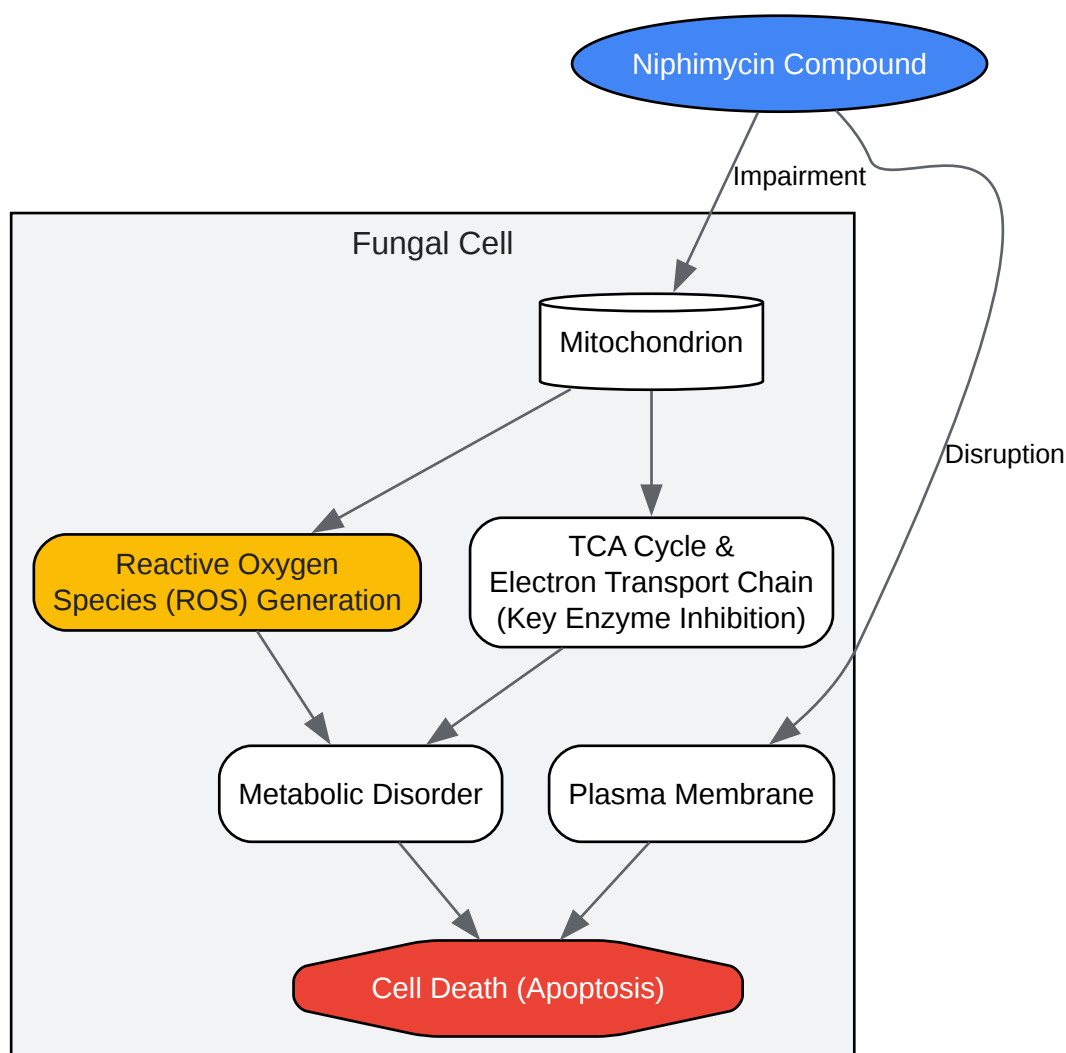 Niphimycin Compound
Impairment
Fungal Cell
Mitochondrion
Disruption
Reactive Oxygen
Species (ROS) Generation
TCA Cycle &
Electron Transport Chain
(Key Enzyme Inhibition)
Metabolic Disorder
Plasma Membrane
Cell Death (Apoptosis)